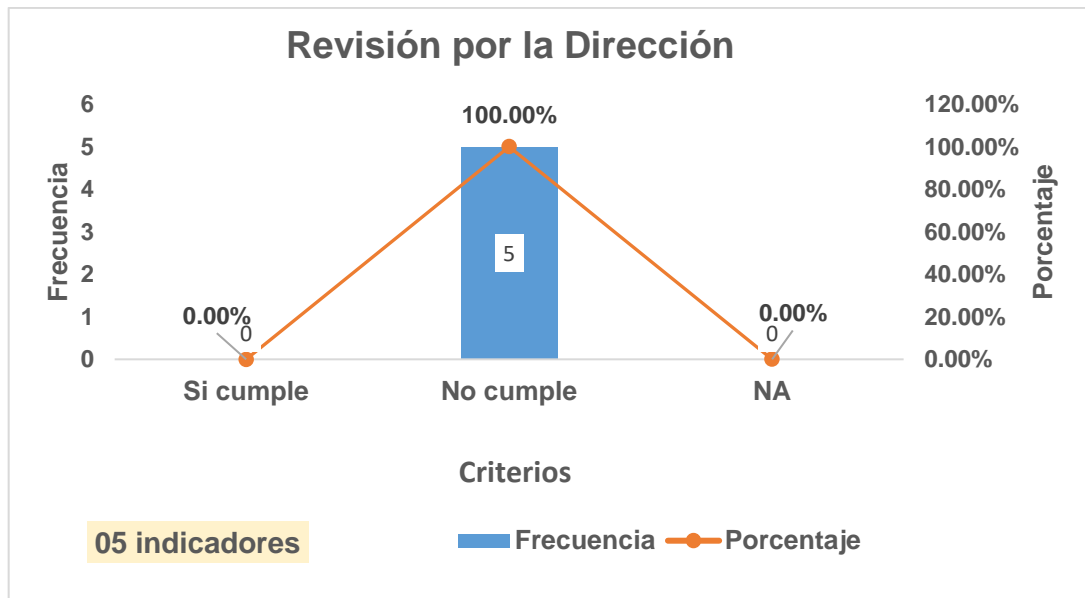 Revisión por la Dirección
6
5
4
3
2
1
0
Frecuencia
120.00%
100.00%
80.00%
60.00%
40.00%
20.00%
0.00%
Porcentaje
0.00%
0
100.00%
5
0.00%
0
Si cumple
No cumple
NA
Criterios
05 indicadores
Frecuencia
Porcentaje